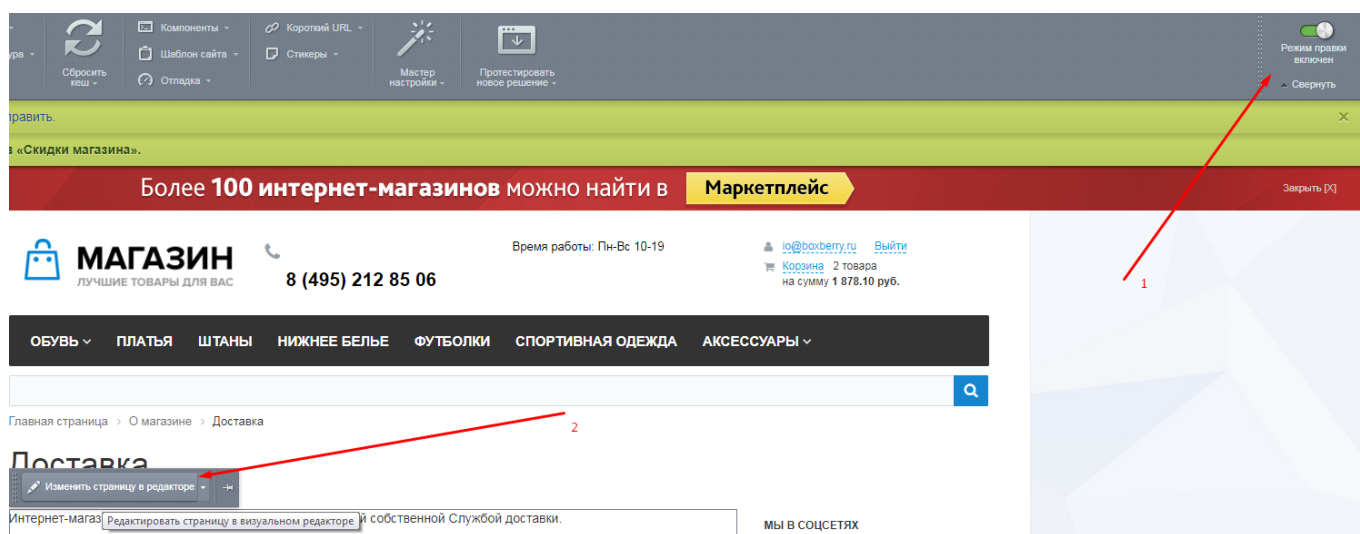 Компоненты
Короткий URL
Шаблон сайта
Стикеры
Сбросить
кеш
Отладка
Мастер
настройки
Протестировать
новое решение
Режим правки
включен
Свернуть
править.
«Скидки магазина».
Более 100 интернет-магазинов можно найти в Маркетплейс
Закрыть [X]
МАГАЗИН
ЛУЧШИЕ ТОВАРЫ ДЛЯ ВАС
8 (495) 212 85 06
Время работы: Пн-Вс 10-19
io@boxberry.ru Выйти
Корзина 2 товара
на сумму 1 878.10 руб.
1
ОБУВЬ ПЛАТЬЯ ШТАНЫ НИЖНЕЕ БЕЛЬЕ ФУТБОЛКИ СПОРТИВНАЯ ОДЕЖДА АКСЕССУАРЫ
Главная страница > О магазине > Доставка
2
Доставка
Изменить страницу в редакторе
Интернет-магаз
Редактировать страницу в визуальном редакторе
й собственной Службой доставки.
МЫ В СОЦСЕТЯХ